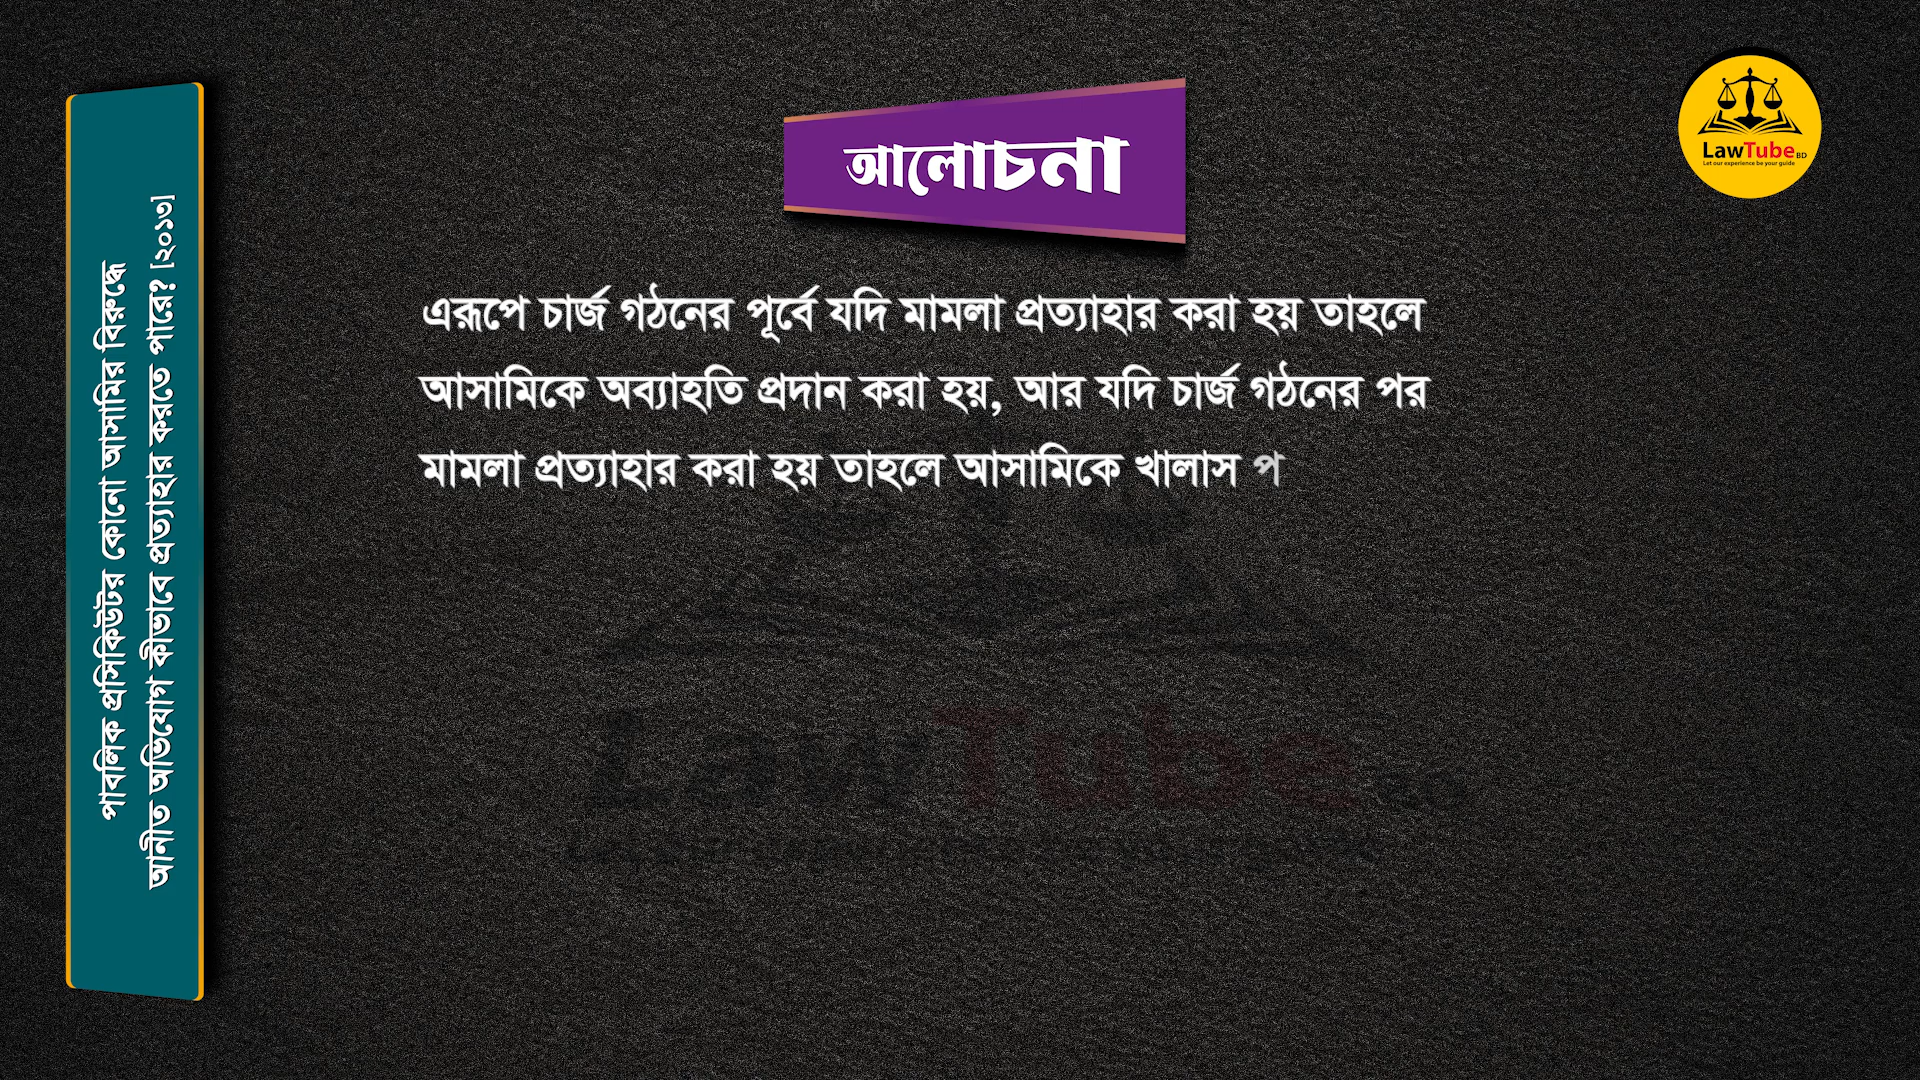 পাবলিক প্রসিকিউটর কোনো আসামির বিরুদ্ধে
আনীত অভিযোগ কীভাবে প্রত্যাহার করতে পারে? [২০১৩]
আলোচনা
LawTube BD
Let our experience be your guide
এরূপে চার্জ গঠনের পূর্বে যদি মামলা প্রত্যাহার করা হয় তাহলে
আসামিকে অব্যাহতি প্রদান করা হয়, আর যদি চার্জ গঠনের পর
মামলা প্রত্যাহার করা হয় তাহলে আসামিকে খালাস প
LawTube